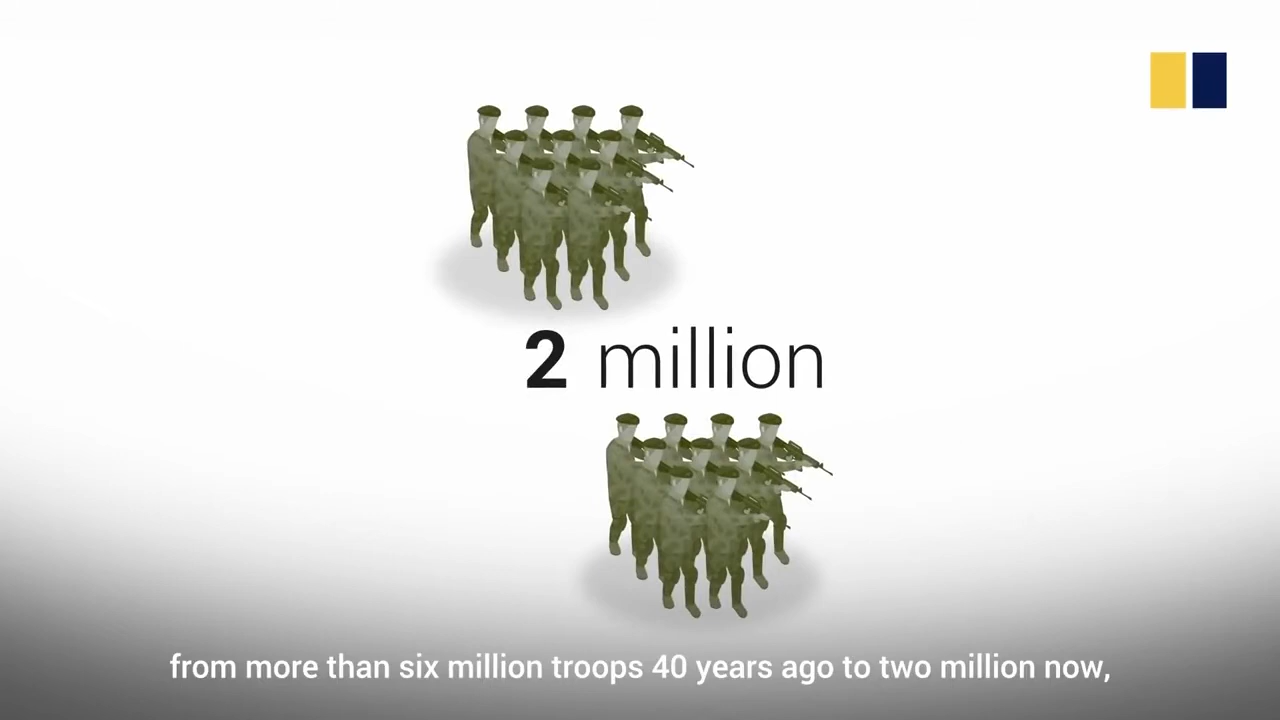 2 million
from more than six million troops 40 years ago to two million now,